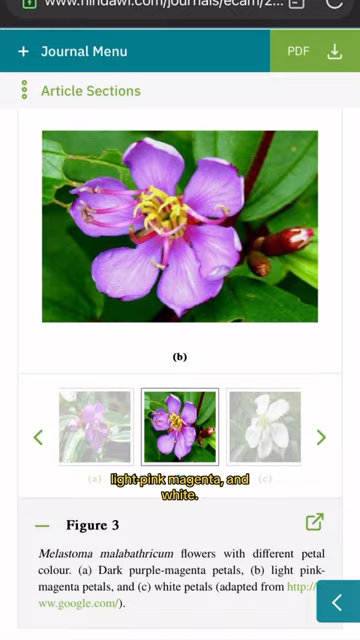 www.hindawi.com/journals/ecam/2...
+ Journal Menu
PDF
Article Sections
(b)
(a)
(c)
light pink magenta, and
white.
Figure 3
Melastoma malabathricum flowers with different petal
colour. (a) Dark purple-magenta petals, (b) light pink-
magenta petals, and (c) white petals (adapted from http:/
ww.google.com/).